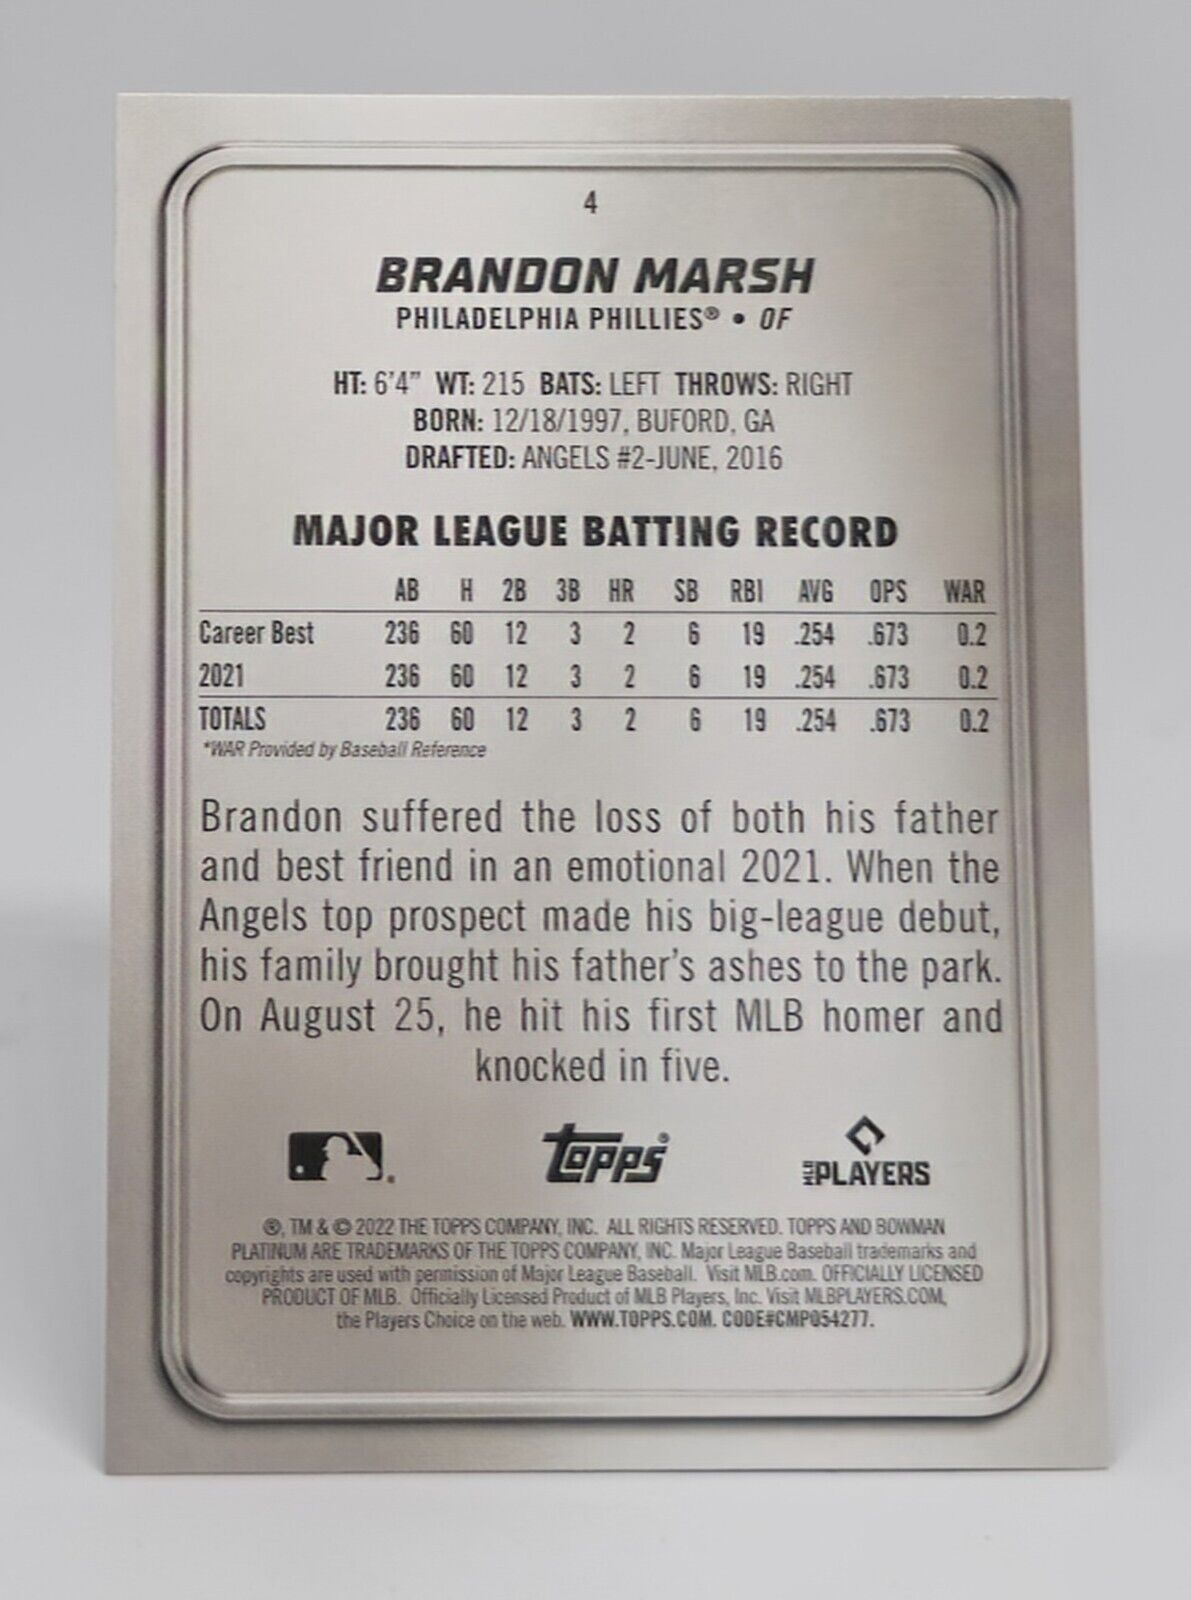 4
BRANDON MARSH
PHILADELPHIA PHILLIES® • OF
HT: 6'4" WT: 215 BATS: LEFT THROWS: RIGHT
BORN: 12/18/1997, BUFORD, GA
DRAFTED: ANGELS #2-JUNE, 2016
MAJOR LEAGUE BATTING RECORD
AB H 2B 3B HR SB RBI AVG OPS WAR
Career Best 236 60 12 3 2 6 19 .254 .673 0.2
2021 236 60 12 3 2 6 19 .254 .673 0.2
TOTALS 236 60 12 3 2 6 19 .254 .673 0.2
*WAR Provided by Baseball Reference
Brandon suffered the loss of both his father
and best friend in an emotional 2021. When the
Angels top prospect made his big-league debut,
his family brought his father's ashes to the park.
On August 25, he hit his first MLB homer and
knocked in five.
topps® MLB PLAYERS
®, TM & © 2022 THE TOPPS COMPANY, INC. ALL RIGHTS RESERVED. TOPPS AND BOWMAN
PLATINUM ARE TRADEMARKS OF THE TOPPS COMPANY, INC. Major League Baseball trademarks and
copyrights are used with permission of Major League Baseball. Visit MLB.com. OFFICIALLY LICENSED
PRODUCT OF MLB. Officially Licensed Product of MLB Players, Inc. Visit MLBPLAYERS.COM,
the Players Choice on the web. WWW.TOPPS.COM. CODE#CMP054277.